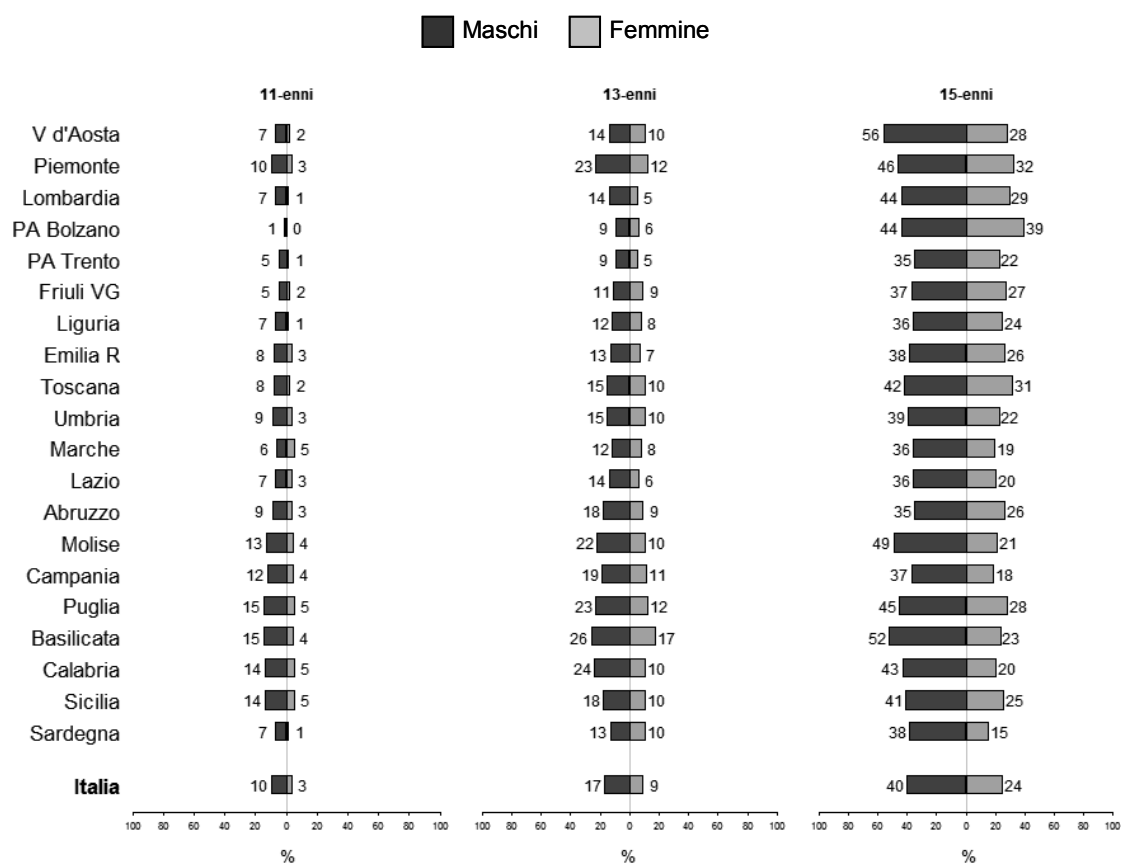 Maschi Femmine
11-enni 13-enni 15-enni
V d'Aosta 7 2 14 10 56 28
Piemonte 10 3 23 12 46 32
Lombardia 7 1 14 5 44 29
PA Bolzano 1 0 9 6 44 39
PA Trento 5 1 9 5 35 22
Friuli VG 5 2 11 9 37 27
Liguria 7 1 12 8 36 24
Emilia R 8 3 13 7 38 26
Toscana 8 2 15 10 42 31
Umbria 9 3 15 10 39 22
Marche 6 5 12 8 36 19
Lazio 7 3 14 6 36 20
Abruzzo 9 3 18 9 35 26
Molise 13 4 22 10 49 21
Campania 12 4 19 11 37 18
Puglia 15 5 23 12 45 28
Basilicata 15 4 26 17 52 23
Calabria 14 5 24 10 43 20
Sicilia 14 5 18 10 41 25
Sardegna 7 1 13 10 38 15
Italia 10 3 17 9 40 24
100 80 60 40 20 0 20 40 60 80 100 100 80 60 40 20 0 20 40 60 80 100 100 80 60 40 20 0 20 40 60 80 100
% % %